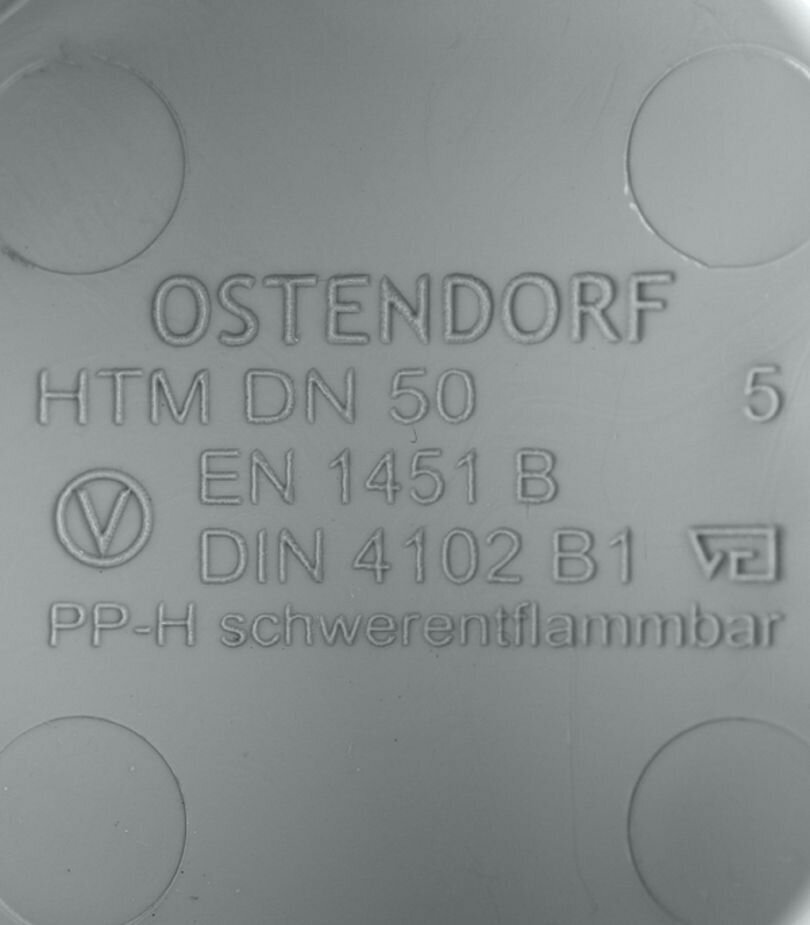 OSTENDORF
HTM DN 50 5
EN 1451 B
V
DIN 4102 B1
PP-H schwerentflammbar